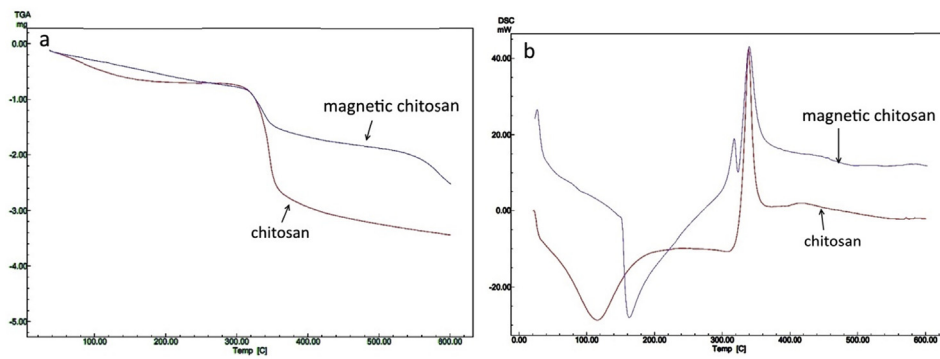 TGA
mg
a
0.00
-1.00
-2.00
-3.00
-4.00
-5.00
magnetic chitosan
chitosan
100.00 200.00 300.00 400.00 500.00 600.00
Temp [C]
DSC
mW
b
40.00
20.00
0.00
-20.00
magnetic chitosan
chitosan
0.00 100.00 200.00 300.00 400.00 500.00 600.00
Temp [C]